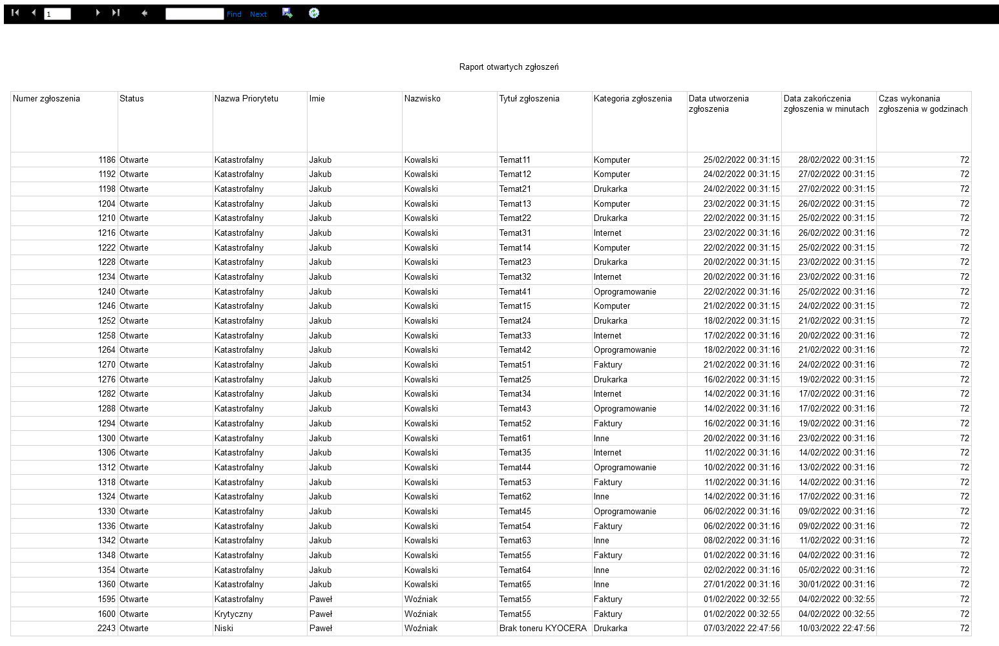 1 Find Next
Raport otwartych zgłoszeń
Numer zgłoszenia Status Nazwa Priorytetu Imie Nazwisko Tytuł zgłoszenia Kategoria zgłoszenia Data utworzenia zgłoszenia Data zakończenia zgłoszenia w minutach Czas wykonania zgłoszenia w godzinach
1186 Otwarte Katastrofalny Jakub Kowalski Temat11 Komputer 25/02/2022 00:31:15 28/02/2022 00:31:15 72
1192 Otwarte Katastrofalny Jakub Kowalski Temat12 Komputer 24/02/2022 00:31:15 27/02/2022 00:31:15 72
1198 Otwarte Katastrofalny Jakub Kowalski Temat21 Drukarka 24/02/2022 00:31:15 27/02/2022 00:31:15 72
1204 Otwarte Katastrofalny Jakub Kowalski Temat13 Komputer 23/02/2022 00:31:15 26/02/2022 00:31:15 72
1210 Otwarte Katastrofalny Jakub Kowalski Temat22 Drukarka 22/02/2022 00:31:15 25/02/2022 00:31:15 72
1216 Otwarte Katastrofalny Jakub Kowalski Temat31 Internet 23/02/2022 00:31:16 26/02/2022 00:31:16 72
1222 Otwarte Katastrofalny Jakub Kowalski Temat14 Komputer 22/02/2022 00:31:15 25/02/2022 00:31:15 72
1228 Otwarte Katastrofalny Jakub Kowalski Temat23 Drukarka 20/02/2022 00:31:15 23/02/2022 00:31:15 72
1234 Otwarte Katastrofalny Jakub Kowalski Temat32 Internet 20/02/2022 00:31:16 23/02/2022 00:31:16 72
1240 Otwarte Katastrofalny Jakub Kowalski Temat41 Oprogramowanie 22/02/2022 00:31:16 25/02/2022 00:31:16 72
1246 Otwarte Katastrofalny Jakub Kowalski Temat15 Komputer 21/02/2022 00:31:15 24/02/2022 00:31:15 72
1252 Otwarte Katastrofalny Jakub Kowalski Temat24 Drukarka 18/02/2022 00:31:15 21/02/2022 00:31:15 72
1258 Otwarte Katastrofalny Jakub Kowalski Temat33 Internet 17/02/2022 00:31:16 20/02/2022 00:31:16 72
1264 Otwarte Katastrofalny Jakub Kowalski Temat42 Oprogramowanie 18/02/2022 00:31:16 21/02/2022 00:31:16 72
1270 Otwarte Katastrofalny Jakub Kowalski Temat51 Faktury 21/02/2022 00:31:16 24/02/2022 00:31:16 72
1276 Otwarte Katastrofalny Jakub Kowalski Temat25 Drukarka 16/02/2022 00:31:15 19/02/2022 00:31:15 72
1282 Otwarte Katastrofalny Jakub Kowalski Temat34 Internet 14/02/2022 00:31:16 17/02/2022 00:31:16 72
1288 Otwarte Katastrofalny Jakub Kowalski Temat43 Oprogramowanie 14/02/2022 00:31:16 17/02/2022 00:31:16 72
1294 Otwarte Katastrofalny Jakub Kowalski Temat52 Faktury 16/02/2022 00:31:16 19/02/2022 00:31:16 72
1300 Otwarte Katastrofalny Jakub Kowalski Temat61 Inne 20/02/2022 00:31:16 23/02/2022 00:31:16 72
1306 Otwarte Katastrofalny Jakub Kowalski Temat35 Internet 11/02/2022 00:31:16 14/02/2022 00:31:16 72
1312 Otwarte Katastrofalny Jakub Kowalski Temat44 Oprogramowanie 10/02/2022 00:31:16 13/02/2022 00:31:16 72
1318 Otwarte Katastrofalny Jakub Kowalski Temat53 Faktury 11/02/2022 00:31:16 14/02/2022 00:31:16 72
1324 Otwarte Katastrofalny Jakub Kowalski Temat62 Inne 14/02/2022 00:31:16 17/02/2022 00:31:16 72
1330 Otwarte Katastrofalny Jakub Kowalski Temat45 Oprogramowanie 06/02/2022 00:31:16 09/02/2022 00:31:16 72
1336 Otwarte Katastrofalny Jakub Kowalski Temat54 Faktury 06/02/2022 00:31:16 09/02/2022 00:31:16 72
1342 Otwarte Katastrofalny Jakub Kowalski Temat63 Inne 08/02/2022 00:31:16 11/02/2022 00:31:16 72
1348 Otwarte Katastrofalny Jakub Kowalski Temat55 Faktury 01/02/2022 00:31:16 04/02/2022 00:31:16 72
1354 Otwarte Katastrofalny Jakub Kowalski Temat64 Inne 02/02/2022 00:31:16 05/02/2022 00:31:16 72
1360 Otwarte Katastrofalny Jakub Kowalski Temat65 Inne 27/01/2022 00:31:16 30/01/2022 00:31:16 72
1595 Otwarte Katastrofalny Paweł Woźniak Temat55 Faktury 01/02/2022 00:32:55 04/02/2022 00:32:55 72
1600 Otwarte Krytyczny Paweł Woźniak Temat55 Faktury 01/02/2022 00:32:55 04/02/2022 00:32:55 72
2243 Otwarte Niski Paweł Woźniak Brak toneru KYOCERA Drukarka 07/03/2022 22:47:56 10/03/2022 22:47:56 72